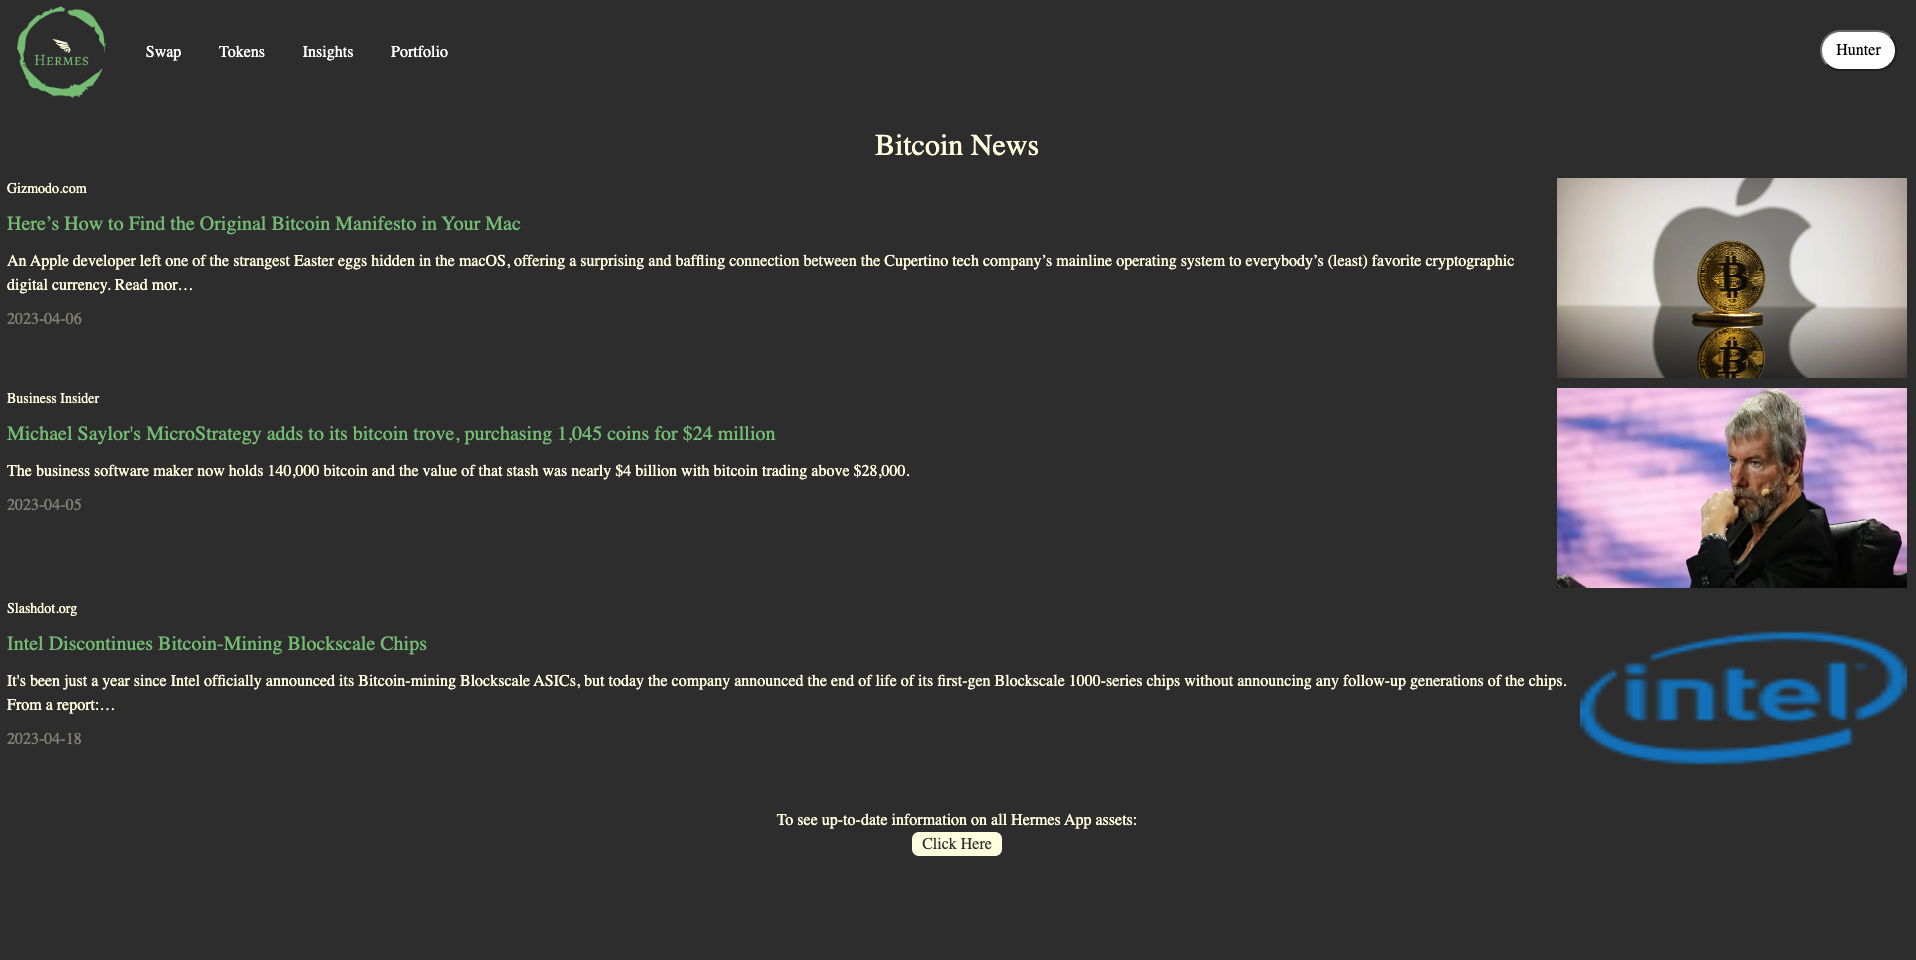 HERMES
Swap
Tokens
Insights
Portfolio
Hunter
Bitcoin News
Gizmodo.com
Here’s How to Find the Original Bitcoin Manifesto in Your Mac
An Apple developer left one of the strangest Easter eggs hidden in the macOS, offering a surprising and baffling connection between the Cupertino tech company’s mainline operating system to everybody’s (least) favorite cryptographic
digital currency. Read mor…
2023-04-06
Business Insider
Michael Saylor's MicroStrategy adds to its bitcoin trove, purchasing 1,045 coins for $24 million
The business software maker now holds 140,000 bitcoin and the value of that stash was nearly $4 billion with bitcoin trading above $28,000.
2023-04-05
Slashdot.org
Intel Discontinues Bitcoin-Mining Blockscale Chips
It's been just a year since Intel officially announced its Bitcoin-mining Blockscale ASICs, but today the company announced the end of life of its first-gen Blockscale 1000-series chips without announcing any follow-up generations of the chips.
From a report:…
2023-04-18
intel
To see up-to-date information on all Hermes App assets:
Click Here